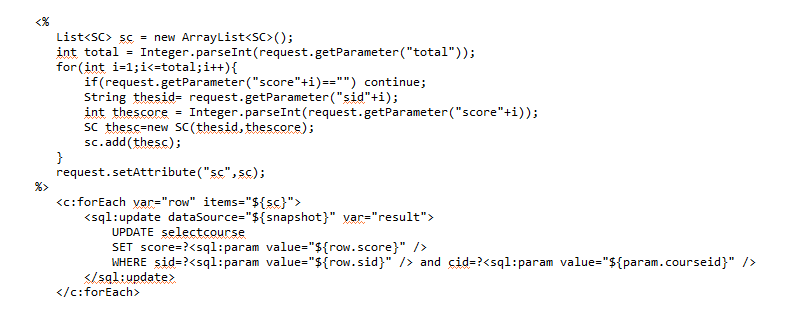 <%
List<SC> sc = new ArrayList<SC>();
int total = Integer.parseInt(request.getParameter("total"));
for(int i=1;i<=total;i++){
if(request.getParameter("score"+i)=="") continue;
String thesid= request.getParameter("sid"+i);
int thescore = Integer.parseInt(request.getParameter("score"+i));
SC thesc=new SC(thesid,thescore);
sc.add(thesc);
}
request.setAttribute("sc",sc);
%>
<c:forEach var="row" items="${sc}">
<sql:update dataSource="${snapshot}" var="result">
UPDATE selectcourse
SET score=?<sql:param value="${row.score}" />
WHERE sid=?<sql:param value="${row.sid}" /> and cid=?<sql:param value="${param.courseid}" />
</sql:update>
</c:forEach>